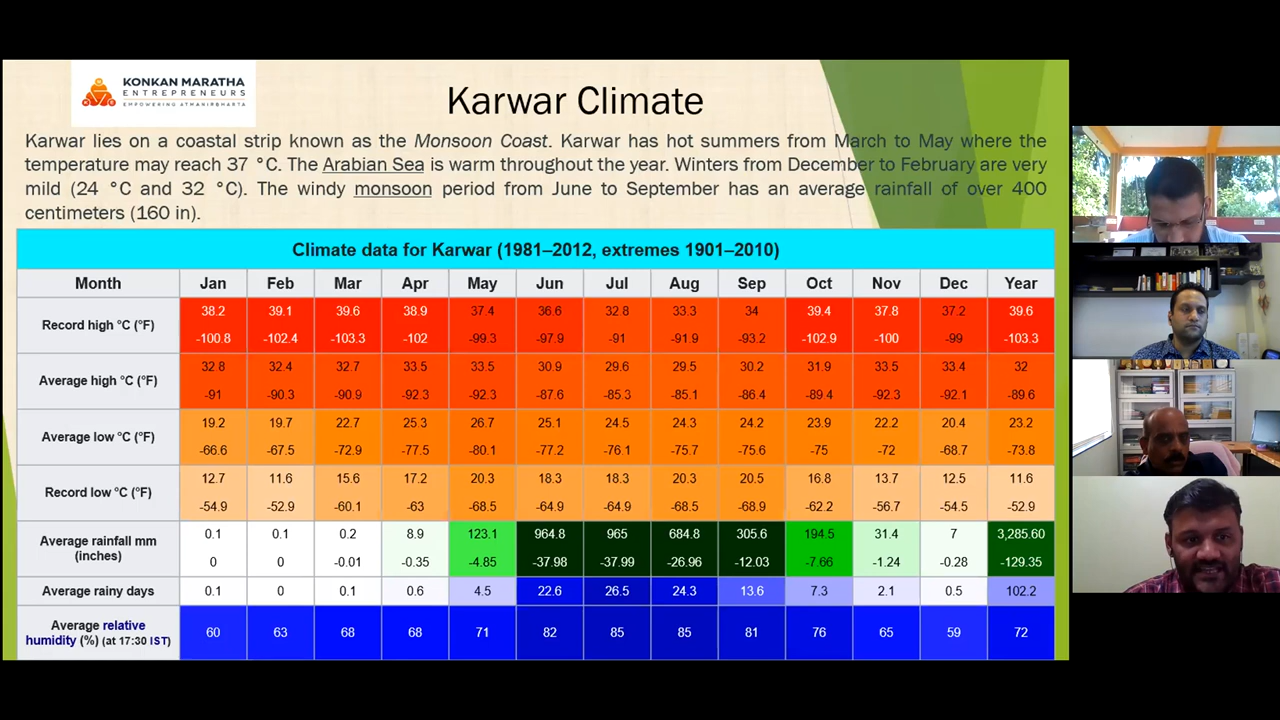 KONKAN MARATHA
ENTREPRENEURS
EMPOWERING ATMANIRBHARTA
Karwar Climate
Karwar lies on a coastal strip known as the Monsoon Coast. Karwar has hot summers from March to May where the
temperature may reach 37 °C. The Arabian Sea is warm throughout the year. Winters from December to February are very
mild (24 °C and 32 °C). The windy monsoon period from June to September has an average rainfall of over 400
centimeters (160 in).
Climate data for Karwar (1981–2012, extremes 1901–2010)
Month Jan Feb Mar Apr May Jun Jul Aug Sep Oct Nov Dec Year
Record high °C (°F) 38.2 39.1 39.6 38.9 37.4 36.6 32.8 33.3 34 39.4 37.8 37.2 39.6
-100.8 -102.4 -103.3 -102 -99.3 -97.9 -91 -91.9 -93.2 -102.9 -100 -99 -103.3
Average high °C (°F) 32.8 32.4 32.7 33.5 33.5 30.9 29.6 29.5 30.2 31.9 33.5 33.4 32
-91 -90.3 -90.9 -92.3 -92.3 -87.6 -85.3 -85.1 -86.4 -89.4 -92.3 -92.1 -89.6
Average low °C (°F) 19.2 19.7 22.7 25.3 26.7 25.1 24.5 24.3 24.2 23.9 22.2 20.4 23.2
-66.6 -67.5 -72.9 -77.5 -80.1 -77.2 -76.1 -75.7 -75.6 -75 -72 -68.7 -73.8
Record low °C (°F) 12.7 11.6 15.6 17.2 20.3 18.3 18.3 20.3 20.5 16.8 13.7 12.5 11.6
-54.9 -52.9 -60.1 -63 -68.5 -64.9 -64.9 -68.5 -68.9 -62.2 -56.7 -54.5 -52.9
Average rainfall mm 0.1 0.1 0.2 8.9 123.1 964.8 965 684.8 305.6 194.5 31.4 7 3,285.60
(inches) 0 0 -0.01 -0.35 -4.85 -37.98 -37.99 -26.96 -12.03 -7.66 -1.24 -0.28 -129.35
Average rainy days 0.1 0 0.1 0.6 4.5 22.6 26.5 24.3 13.6 7.3 2.1 0.5 102.2
Average relative
humidity (%) (at 17:30 IST) 60 63 68 68 71 82 85 85 81 76 65 59 72